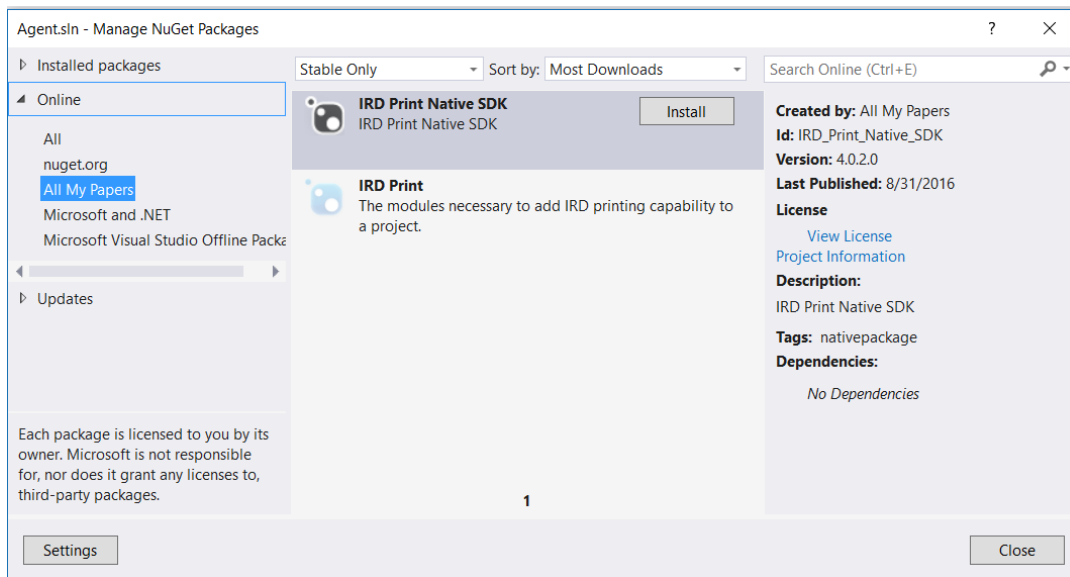 Agent.sln - Manage NuGet Packages
?
Installed packages
Online
All
nuget.org
All My Papers
Microsoft and .NET
Microsoft Visual Studio Offline Packa
Updates
Each package is licensed to you by its
owner. Microsoft is not responsible
for, nor does it grant any licenses to,
third-party packages.
Stable Only
Sort by: Most Downloads
IRD Print Native SDK
IRD Print Native SDK
Install
IRD Print
The modules necessary to add IRD printing capability to
a project.
1
Search Online (Ctrl+E)
Created by: All My Papers
Id: IRD_Print_Native_SDK
Version: 4.0.2.0
Last Published: 8/31/2016
License
View License
Project Information
Description:
IRD Print Native SDK
Tags: nativepackage
Dependencies:
No Dependencies
Settings
Close